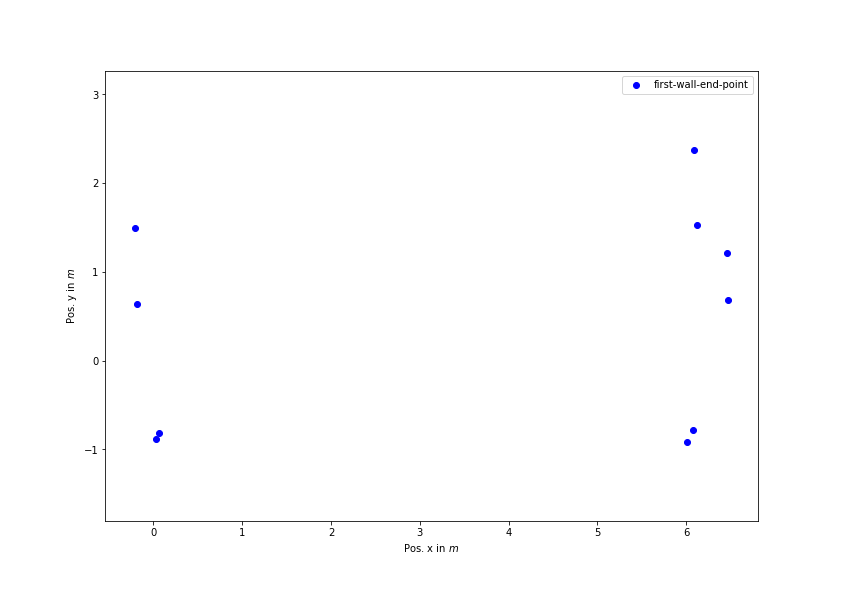 first-wall-end-point
3
2
1
0
−1
Pos. y in m
0 1 2 3 4 5 6
Pos. x in m